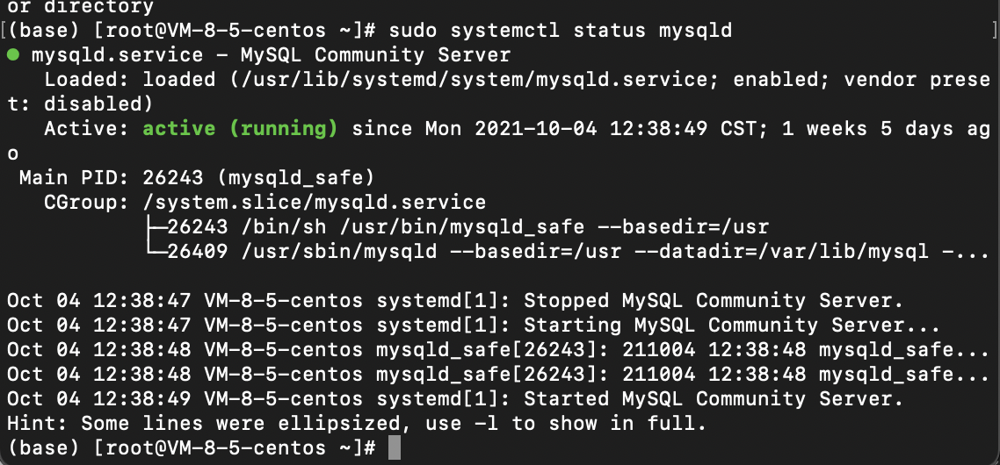 or directory
[(base) [root@VM-8-5-centos ~]# sudo systemctl status mysqld ]
● mysqld.service - MySQL Community Server
   Loaded: loaded (/usr/lib/systemd/system/mysqld.service; enabled; vendor prese
t: disabled)
   Active: active (running) since Mon 2021-10-04 12:38:49 CST; 1 weeks 5 days ag
o
 Main PID: 26243 (mysqld_safe)
   CGroup: /system.slice/mysqld.service
           ├─26243 /bin/sh /usr/bin/mysqld_safe --basedir=/usr
           └─26409 /usr/sbin/mysqld --basedir=/usr --datadir=/var/lib/mysql -...

Oct 04 12:38:47 VM-8-5-centos systemd[1]: Stopped MySQL Community Server.
Oct 04 12:38:47 VM-8-5-centos systemd[1]: Starting MySQL Community Server...
Oct 04 12:38:48 VM-8-5-centos mysqld_safe[26243]: 211004 12:38:48 mysqld_safe...
Oct 04 12:38:48 VM-8-5-centos mysqld_safe[26243]: 211004 12:38:48 mysqld_safe...
Oct 04 12:38:49 VM-8-5-centos systemd[1]: Started MySQL Community Server.
Hint: Some lines were ellipsized, use -l to show in full.
(base) [root@VM-8-5-centos ~]#